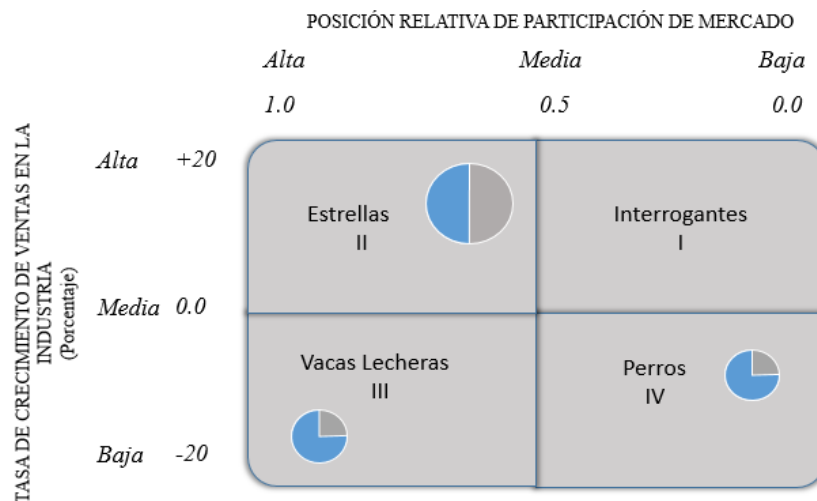 POSICIÓN RELATIVA DE PARTICIPACIÓN DE MERCADO
Alta Media Baja
1.0 0.5 0.0
TASA DE CRECIMIENTO DE VENTAS EN LA
INDUSTRIA
(Porcentaje)
Alta +20
Estrellas
II
Interrogantes
I
Media 0.0
Vacas Lecheras
III
Perros
IV
Baja -20